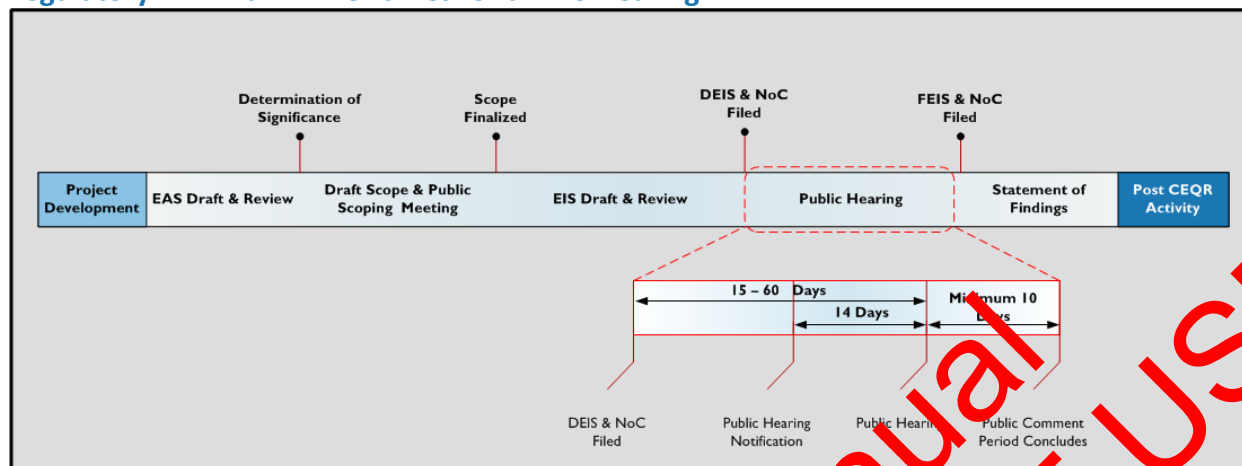 Determination of
Significance
Scope
Finalized
DEIS & NoC
Filed
FEIS & NoC
Filed
Project
Development
EAS Draft & Review
Draft Scope & Public
Scoping Meeting
EIS Draft & Review
Public Hearing
Statement of
Findings
Post CEQR
Activity
15 – 60 Days
14 Days
Minimum 10
Days
DEIS & NoC
Filed
Public Hearing
Notification
Public Hearing
Public Comment
Period Concludes